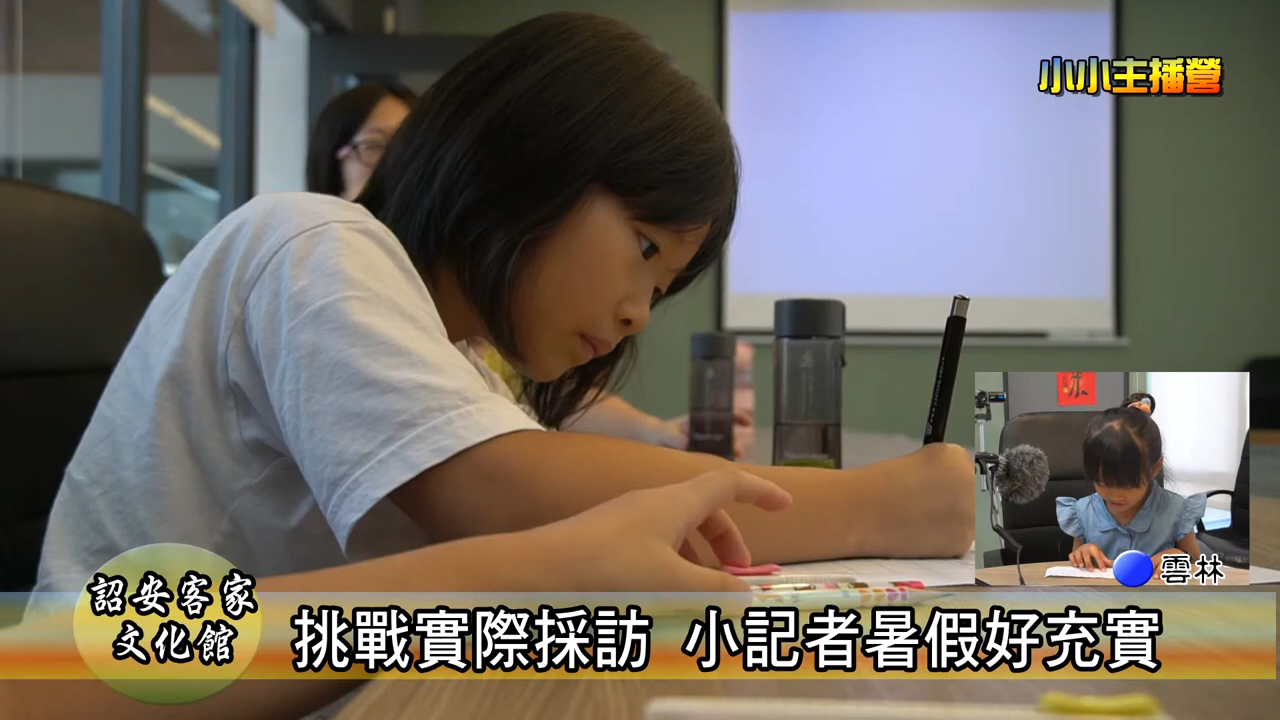 小小主播營
味
雲林
詔安客家
文化館
挑戰實際採訪 小記者暑假好充實